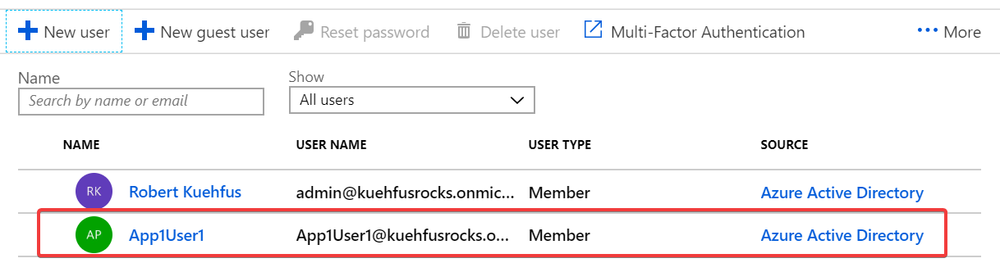 New user New guest user Reset password Delete user Multi-Factor Authentication ••• More
Name Show
Search by name or email All users
NAME USER NAME USER TYPE SOURCE
RK Robert Kuehfus admin@kuehfusrocks.onmic... Member Azure Active Directory
AP App1User1 App1User1@kuehfusrocks.o... Member Azure Active Directory